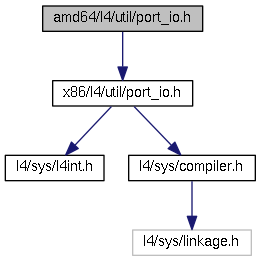 amd64/l4/util/port_io.h
x86/l4/util/port_io.h
l4/sys/l4int.h
l4/sys/compiler.h
l4/sys/linkage.h